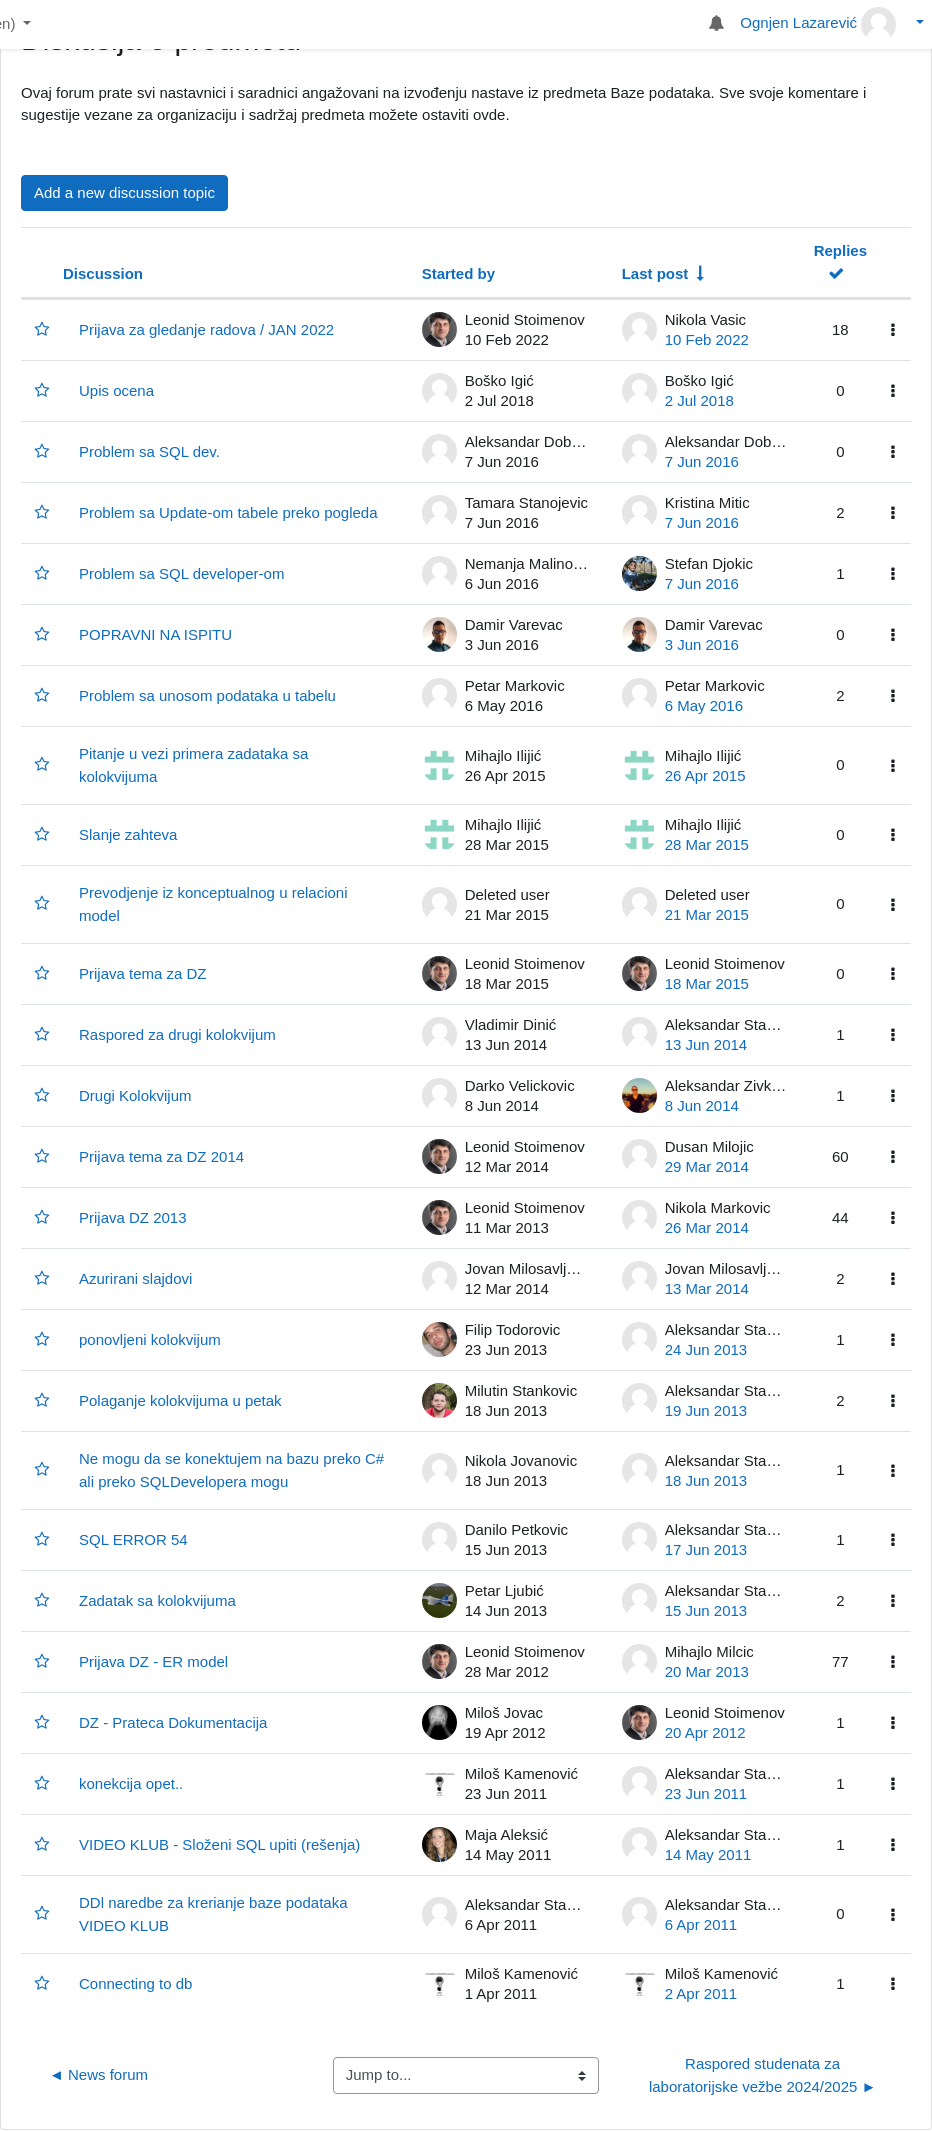 Ognjen Lazarević
Ovaj forum prate svi nastavnici i saradnici angažovani na izvođenju nastave iz predmeta Baze podataka. Sve svoje komentare i
sugestije vezane za organizaciju i sadržaj predmeta možete ostaviti ovde.
Add a new discussion topic
Replies
Discussion Started by Last post
Leonid Stoimenov Nikola Vasic
Prijava za gledanje radova / JAN 2022 18
10 Feb 2022 10 Feb 2022
Boško Igić Boško Igić
Upis ocena 0
2 Jul 2018 2 Jul 2018
Aleksandar Dob… Aleksandar Dob…
Problem sa SQL dev. 0
7 Jun 2016 7 Jun 2016
Tamara Stanojevic Kristina Mitic
Problem sa Update-om tabele preko pogleda 2
7 Jun 2016 7 Jun 2016
Nemanja Malino… Stefan Djokic
Problem sa SQL developer-om 1
6 Jun 2016 7 Jun 2016
Damir Varevac Damir Varevac
POPRAVNI NA ISPITU 0
3 Jun 2016 3 Jun 2016
Petar Markovic Petar Markovic
Problem sa unosom podataka u tabelu 2
6 May 2016 6 May 2016
Pitanje u vezi primera zadataka sa Mihajlo Ilijić Mihajlo Ilijić
kolokvijuma 26 Apr 2015 26 Apr 2015 0
Mihajlo Ilijić Mihajlo Ilijić
Slanje zahteva 0
28 Mar 2015 28 Mar 2015
Prevodjenje iz konceptualnog u relacioni Deleted user Deleted user
model 21 Mar 2015 21 Mar 2015 0
Leonid Stoimenov Leonid Stoimenov
Prijava tema za DZ 0
18 Mar 2015 18 Mar 2015
Vladimir Dinić Aleksandar Sta…
Raspored za drugi kolokvijum 1
13 Jun 2014 13 Jun 2014
Darko Velickovic Aleksandar Zivk…
Drugi Kolokvijum 1
8 Jun 2014 8 Jun 2014
Leonid Stoimenov Dusan Milojic
Prijava tema za DZ 2014 60
12 Mar 2014 29 Mar 2014
Leonid Stoimenov Nikola Markovic
Prijava DZ 2013 44
11 Mar 2013 26 Mar 2014
Jovan Milosavlj… Jovan Milosavlj…
Azurirani slajdovi 2
12 Mar 2014 13 Mar 2014
Filip Todorovic Aleksandar Sta…
ponovljeni kolokvijum 1
23 Jun 2013 24 Jun 2013
Milutin Stankovic Aleksandar Sta…
Polaganje kolokvijuma u petak 2
18 Jun 2013 19 Jun 2013
Ne mogu da se konektujem na bazu preko C# Nikola Jovanovic Aleksandar Sta…
ali preko SQLDevelopera mogu 18 Jun 2013 18 Jun 2013 1
Danilo Petkovic Aleksandar Sta…
SQL ERROR 54 1
15 Jun 2013 17 Jun 2013
Petar Ljubić Aleksandar Sta…
Zadatak sa kolokvijuma 2
14 Jun 2013 15 Jun 2013
Leonid Stoimenov Mihajlo Milcic
Prijava DZ - ER model 77
28 Mar 2012 20 Mar 2013
Miloš Jovac Leonid Stoimenov
DZ - Prateca Dokumentacija 1
19 Apr 2012 20 Apr 2012
Miloš Kamenović Aleksandar Sta…
konekcija opet.. 1
23 Jun 2011 23 Jun 2011
Maja Aleksić Aleksandar Sta…
VIDEO KLUB - Složeni SQL upiti (rešenja) 1
14 May 2011 14 May 2011
DDl naredbe za krerianje baze podataka Aleksandar Sta… Aleksandar Sta…
VIDEO KLUB 6 Apr 2011 6 Apr 2011 0
Miloš Kamenović Miloš Kamenović
Connecting to db 1
1 Apr 2011 2 Apr 2011
◄ News forum Jump to... Raspored studenata za
laboratorijske vežbe 2024/2025 ►